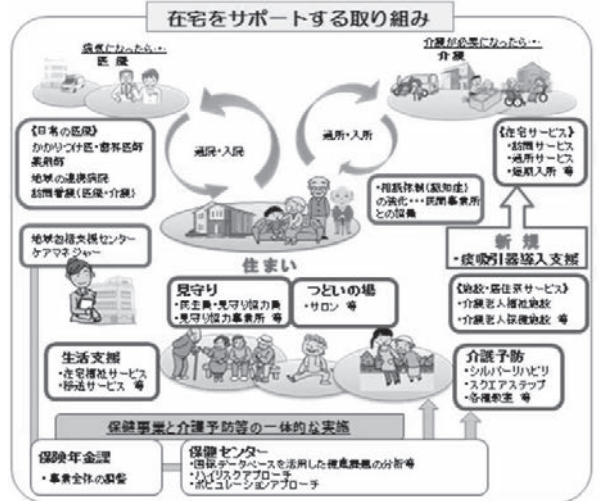 在宅をサポートする取り組み
病気になったら…
医療
介護が必要になったら…
介護
《日常の医療》
かかりつけ医・歯科医師
薬剤師
地域の連携病院
訪問看護(医療・介護)
通院・入院
通所・入所
《在宅サービス》
・訪問サービス
・通所サービス
・短期入所 等
・相談体制(認知症)
の強化・・・民間事業所
との協働
地域包括支援センター
ケアマネジャー
住まい
新規
・痰吸引器導入支援
見守り
・民生員・見守り協力員
・見守り協力事業所 等
つどいの場
・サロン 等
《施設・居住系サービス》
・介護老人福祉施設
・介護老人保健施設 等
生活支援
・在宅福祉サービス
・移送サービス 等
介護予防
・シルバーリハビリ
・スクエアステップ
・各種教室 等
保健事業と介護予防等の一体的な実施
保険年金課
・事業全体の調整
保健センター
・国保データベースを活用した健康課題の分析等
・ハイリスクアプローチ
・ポピュレーションアプローチ